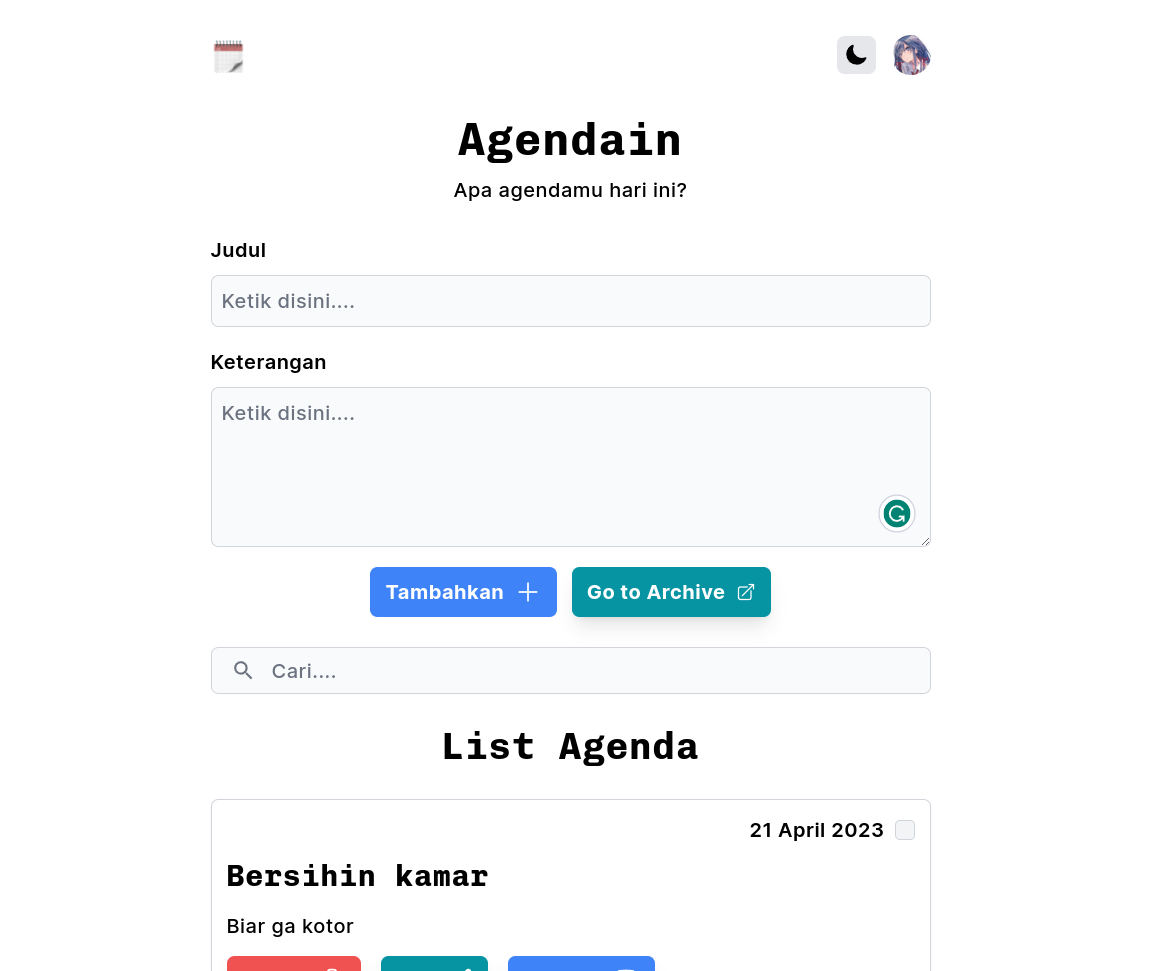 Agendain
Apa agendamu hari ini?
Judul
Ketik disini....
Keterangan
Ketik disini....
Tambahkan
Go to Archive
Cari....
List Agenda
21 April 2023
Bersihin kamar
Biar ga kotor